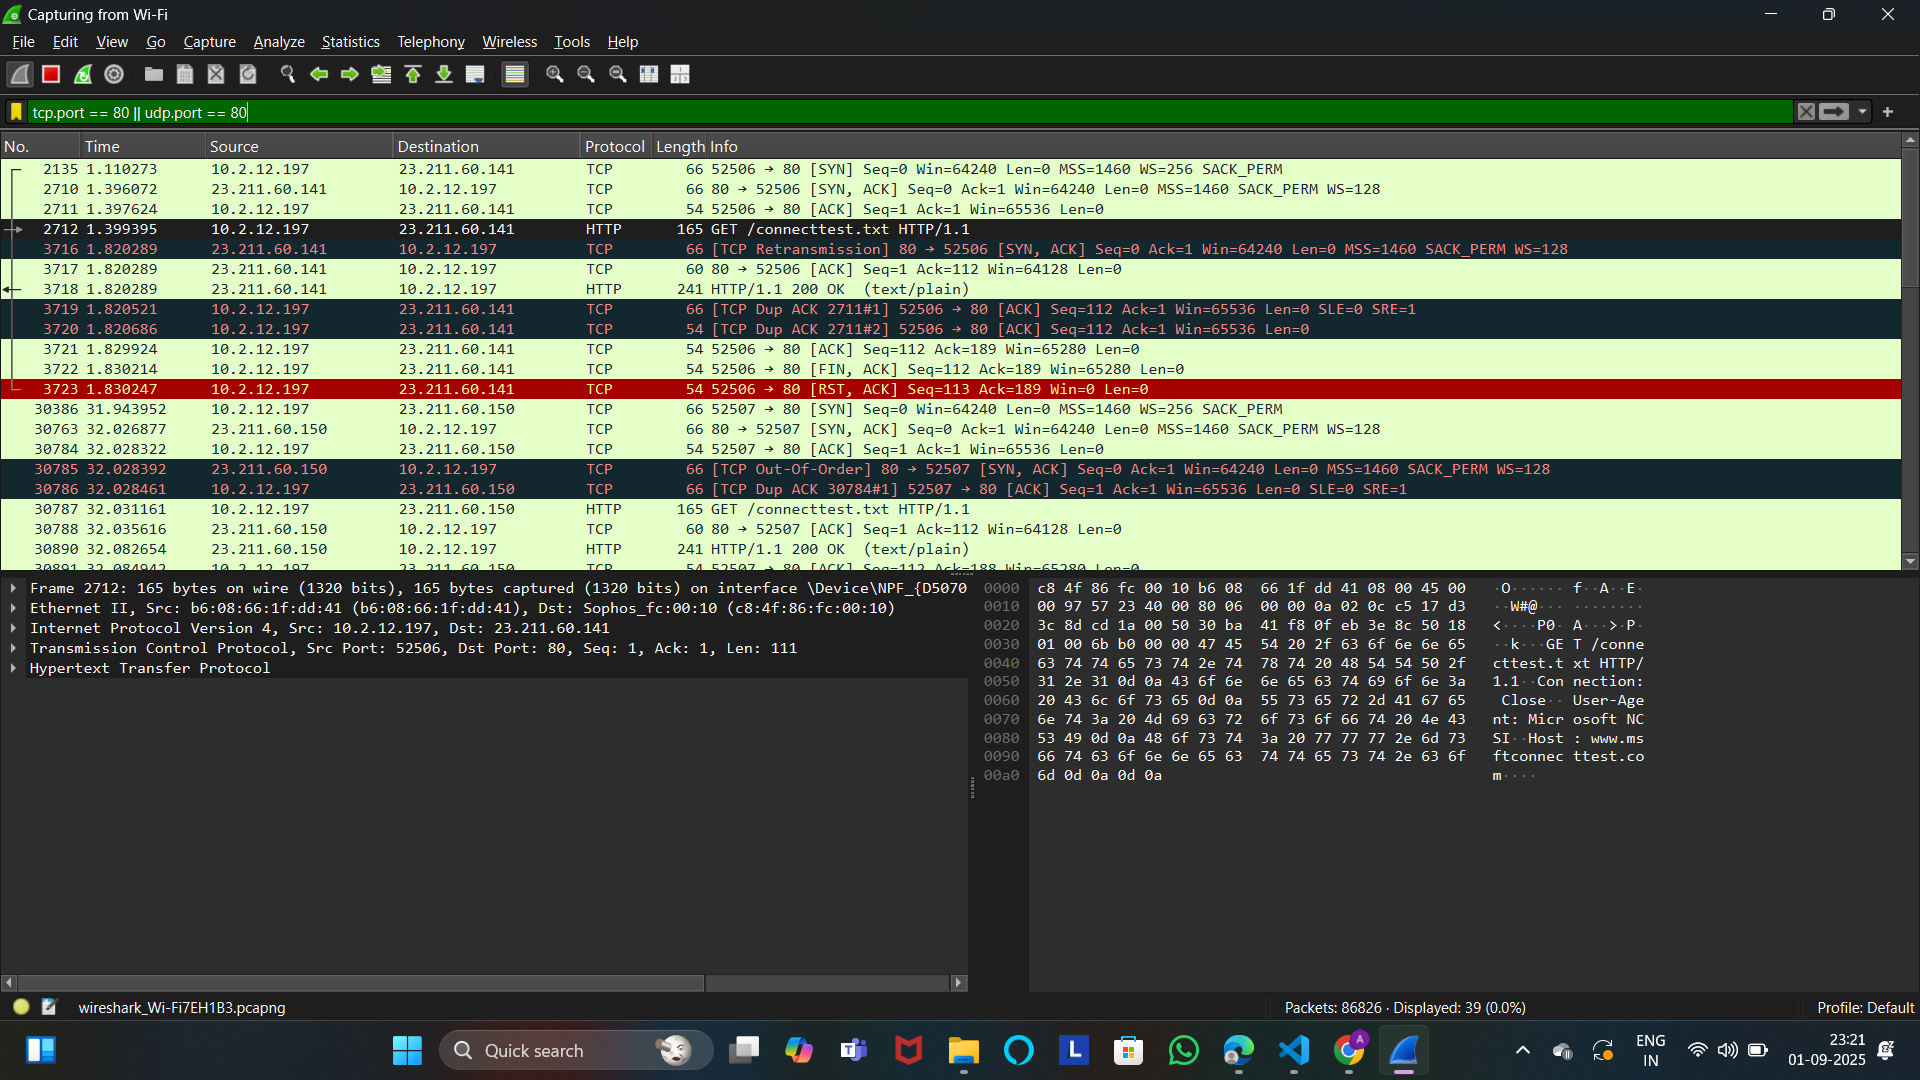 Capturing from Wi-Fi
File Edit View Go Capture Analyze Statistics Telephony Wireless Tools Help
tcp.port == 80 || udp.port == 80
No. Time Source Destination Protocol Length Info
2135 1.110273 10.2.12.197 23.211.60.141 TCP 66 52506 → 80 [SYN] Seq=0 Win=64240 Len=0 MSS=1460 WS=256 SACK_PERM
2710 1.396072 23.211.60.141 10.2.12.197 TCP 66 80 → 52506 [SYN, ACK] Seq=0 Ack=1 Win=64240 Len=0 MSS=1460 SACK_PERM WS=128
2711 1.397624 10.2.12.197 23.211.60.141 TCP 54 52506 → 80 [ACK] Seq=1 Ack=1 Win=65536 Len=0
2712 1.399395 10.2.12.197 23.211.60.141 HTTP 165 GET /connecttest.txt HTTP/1.1
3716 1.820289 23.211.60.141 10.2.12.197 TCP 66 [TCP Retransmission] 80 → 52506 [SYN, ACK] Seq=0 Ack=1 Win=64240 Len=0 MSS=1460 SACK_PERM WS=128
3717 1.820289 23.211.60.141 10.2.12.197 TCP 60 80 → 52506 [ACK] Seq=1 Ack=112 Win=64128 Len=0
3718 1.820289 23.211.60.141 10.2.12.197 HTTP 241 HTTP/1.1 200 OK (text/plain)
3719 1.820521 10.2.12.197 23.211.60.141 TCP 66 [TCP Dup ACK 2711#1] 52506 → 80 [ACK] Seq=112 Ack=1 Win=65536 Len=0 SLE=0 SRE=1
3720 1.820686 10.2.12.197 23.211.60.141 TCP 54 [TCP Dup ACK 2711#2] 52506 → 80 [ACK] Seq=112 Ack=1 Win=65536 Len=0
3721 1.829924 10.2.12.197 23.211.60.141 TCP 54 52506 → 80 [ACK] Seq=112 Ack=189 Win=65280 Len=0
3722 1.830214 10.2.12.197 23.211.60.141 TCP 54 52506 → 80 [FIN, ACK] Seq=112 Ack=189 Win=65280 Len=0
3723 1.830247 10.2.12.197 23.211.60.141 TCP 54 52506 → 80 [RST, ACK] Seq=113 Ack=189 Win=0 Len=0
30386 31.943952 10.2.12.197 23.211.60.150 TCP 66 52507 → 80 [SYN] Seq=0 Win=64240 Len=0 MSS=1460 WS=256 SACK_PERM
30763 32.026877 23.211.60.150 10.2.12.197 TCP 66 80 → 52507 [SYN, ACK] Seq=0 Ack=1 Win=64240 Len=0 MSS=1460 SACK_PERM WS=128
30784 32.028322 10.2.12.197 23.211.60.150 TCP 54 52507 → 80 [ACK] Seq=1 Ack=1 Win=65536 Len=0
30785 32.028392 23.211.60.150 10.2.12.197 TCP 66 [TCP Out-Of-Order] 80 → 52507 [SYN, ACK] Seq=0 Ack=1 Win=64240 Len=0 MSS=1460 SACK_PERM WS=128
30786 32.028461 10.2.12.197 23.211.60.150 TCP 66 [TCP Dup ACK 30784#1] 52507 → 80 [ACK] Seq=1 Ack=1 Win=65536 Len=0 SLE=0 SRE=1
30787 32.031161 10.2.12.197 23.211.60.150 HTTP 165 GET /connecttest.txt HTTP/1.1
30788 32.035616 23.211.60.150 10.2.12.197 TCP 60 80 → 52507 [ACK] Seq=1 Ack=112 Win=64128 Len=0
30890 32.082654 23.211.60.150 10.2.12.197 HTTP 241 HTTP/1.1 200 OK (text/plain)
30891 32.084942 10.2.12.197 23.211.60.150 TCP 54 52507 → 80 [ACK] Seq=112 Ack=188 Win=65280 Len=0
Frame 2712: 165 bytes on wire (1320 bits), 165 bytes captured (1320 bits) on interface \Device\NPF_{D5070
Ethernet II, Src: b6:08:66:1f:dd:41 (b6:08:66:1f:dd:41), Dst: Sophos_fc:00:10 (c8:4f:86:fc:00:10)
Internet Protocol Version 4, Src: 10.2.12.197, Dst: 23.211.60.141
Transmission Control Protocol, Src Port: 52506, Dst Port: 80, Seq: 1, Ack: 1, Len: 111
Hypertext Transfer Protocol
0000 c8 4f 86 fc 00 10 b6 08 66 1f dd 41 08 00 45 00 ·O······ f··A··E·
0010 00 97 57 23 40 00 80 06 00 00 0a 02 0c c5 17 d3 ··W#@··· ········
0020 3c 8d cd 1a 00 50 30 ba 41 f8 0f eb 3e 8c 50 18 <····P0· A···>·P·
0030 01 00 6b b0 00 00 47 45 54 20 2f 63 6f 6e 6e 65 ··k···GE T /conne
0040 63 74 74 65 73 74 2e 74 78 74 20 48 54 54 50 2f cttest.t xt HTTP/
0050 31 2e 31 0d 0a 43 6f 6e 6e 65 63 74 69 6f 6e 3a 1.1··Con nection:
0060 20 43 6c 6f 73 65 0d 0a 55 73 65 72 2d 41 67 65 Close·· User-Age
0070 6e 74 3a 20 4d 69 63 72 6f 73 6f 66 74 20 4e 43 nt: Micr osoft NC
0080 53 49 0d 0a 48 6f 73 74 3a 20 77 77 77 2e 6d 73 SI··Host : www.ms
0090 66 74 63 6f 6e 6e 65 63 74 74 65 73 74 2e 63 6f ftconnec ttest.co
00a0 6d 0d 0a 0d 0a m····
wireshark_Wi-Fi7EH1B3.pcapng Packets: 86826 · Displayed: 39 (0.0%) Profile: Default
Quick search
L
A
ENG
IN
23:21
01-09-2025